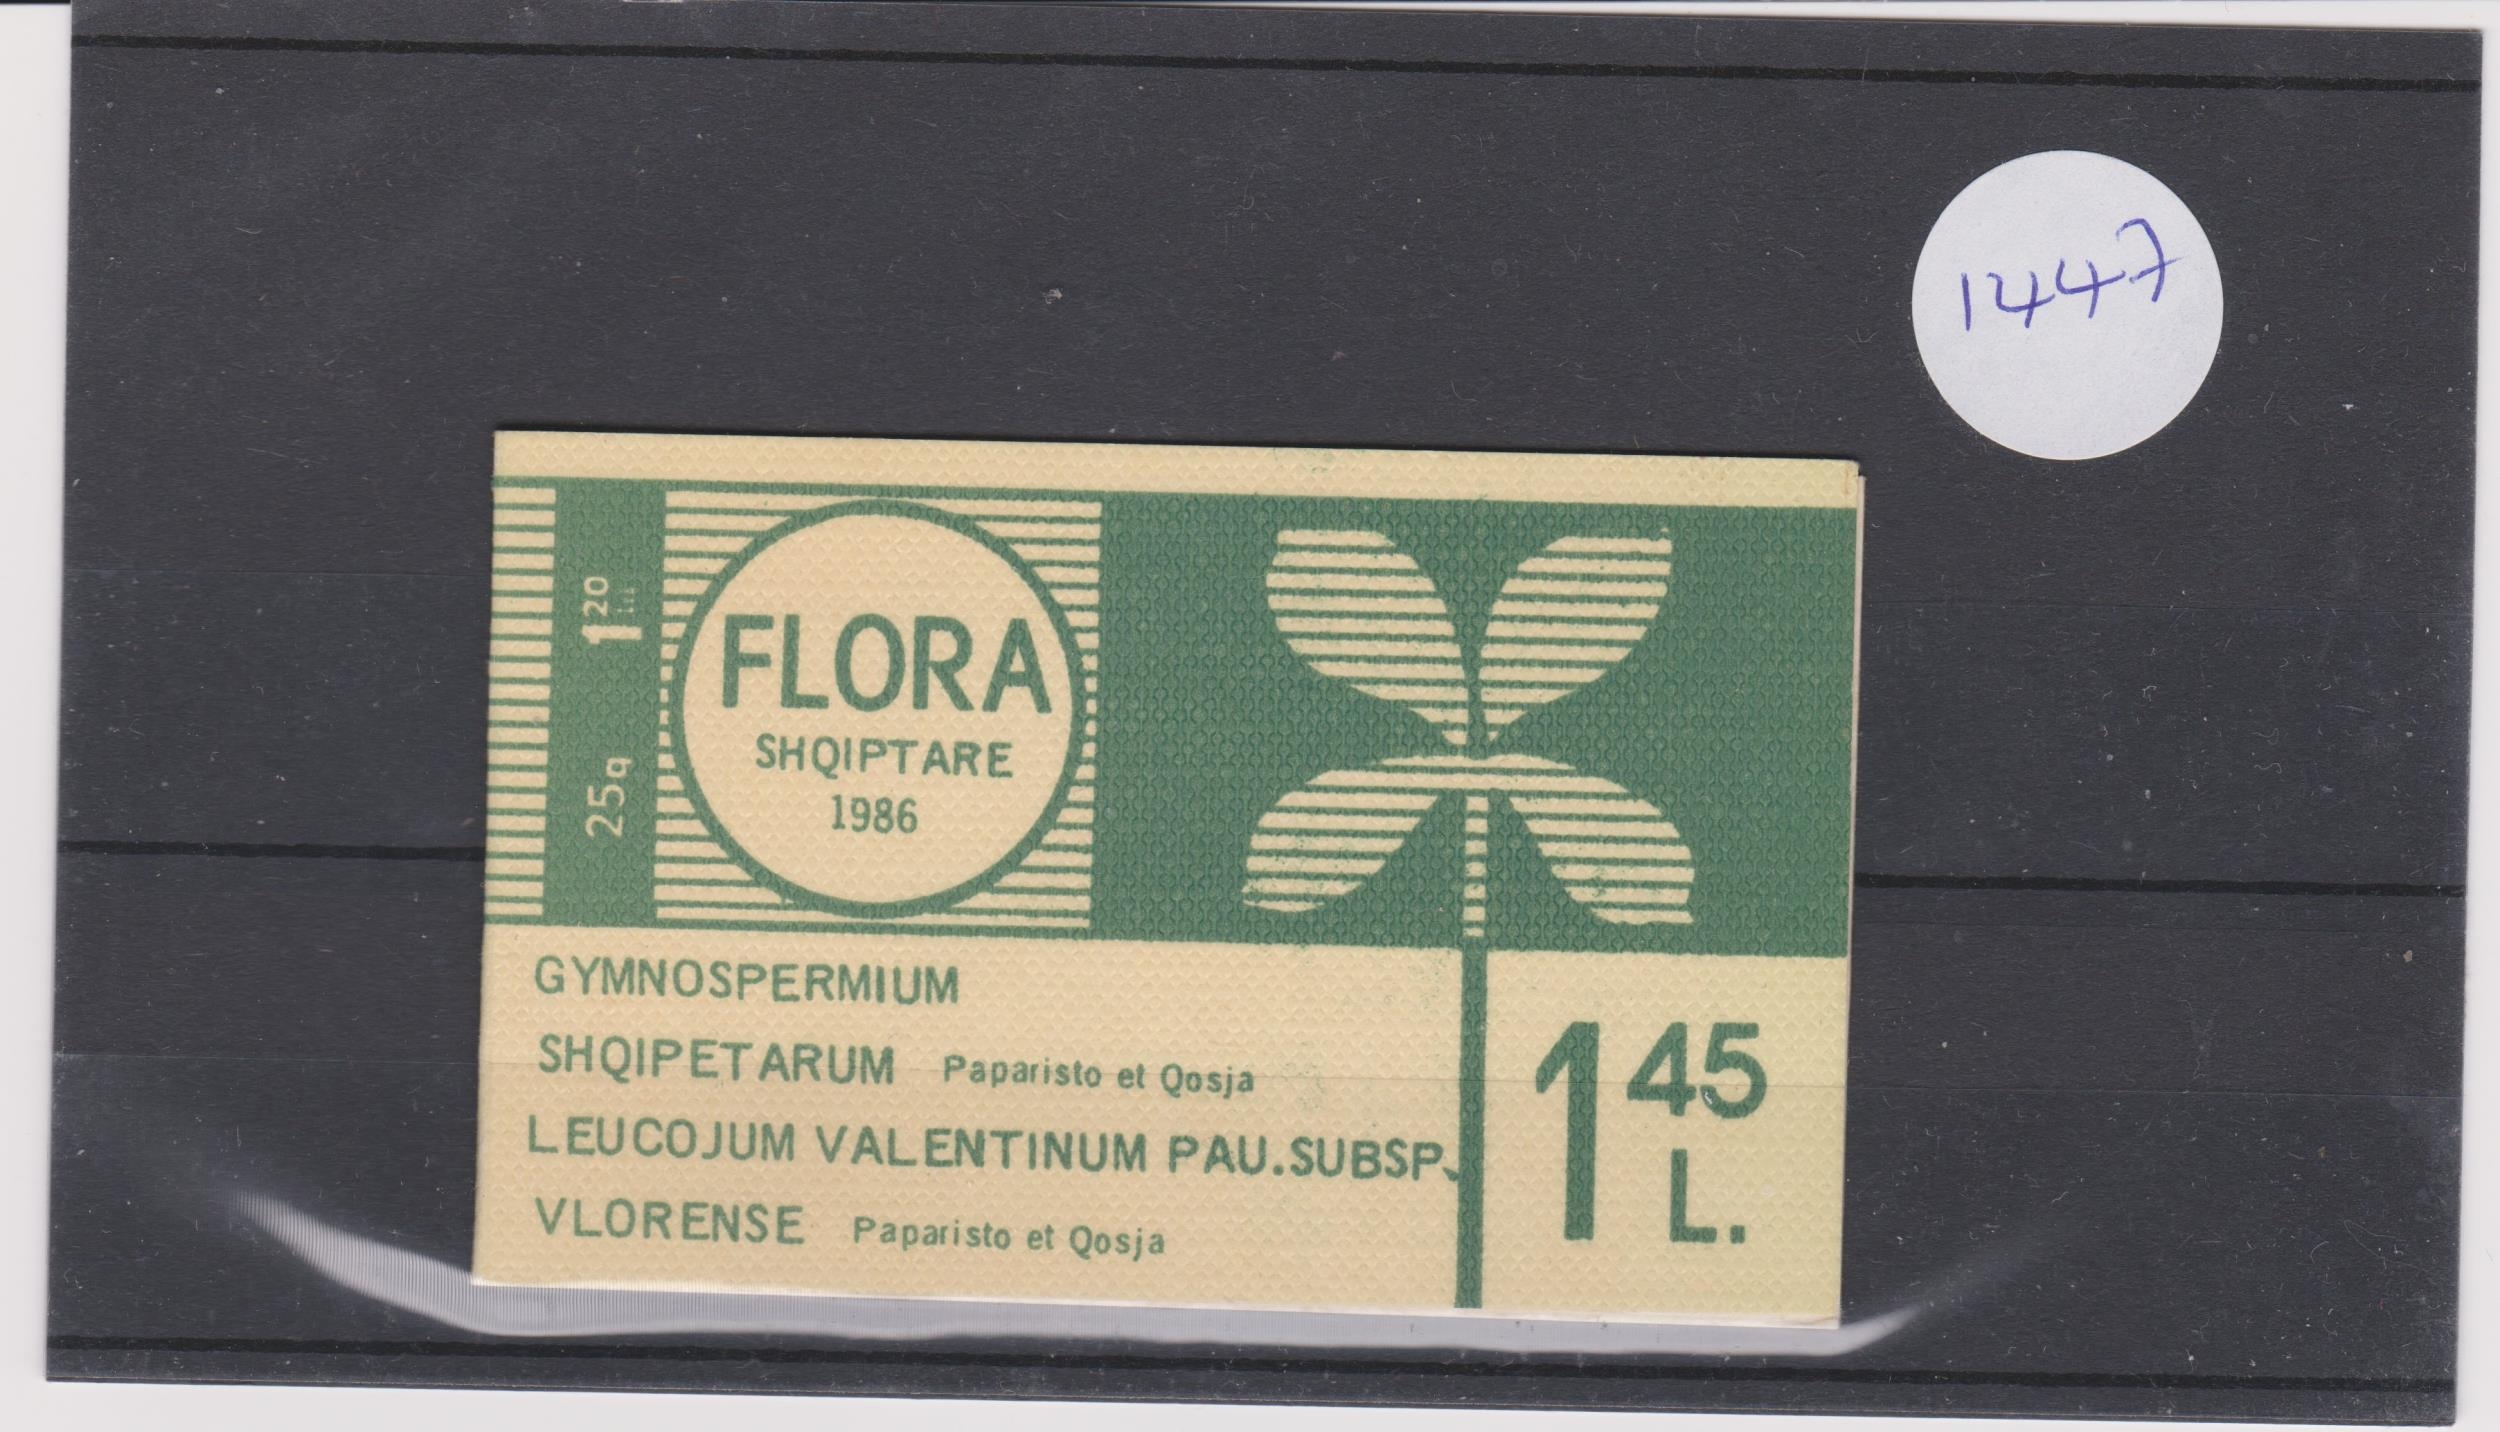 1447
25q 1 20 Lu
FLORA
SHQIPTARE
1986
GYMNOSPERMIUM
SHQIPETARUM Paparisto et Qosja
LEUCOJUM VALENTINUM PAU.SUBSP.
VLORENSE Paparisto et Qosja
1 45 L.